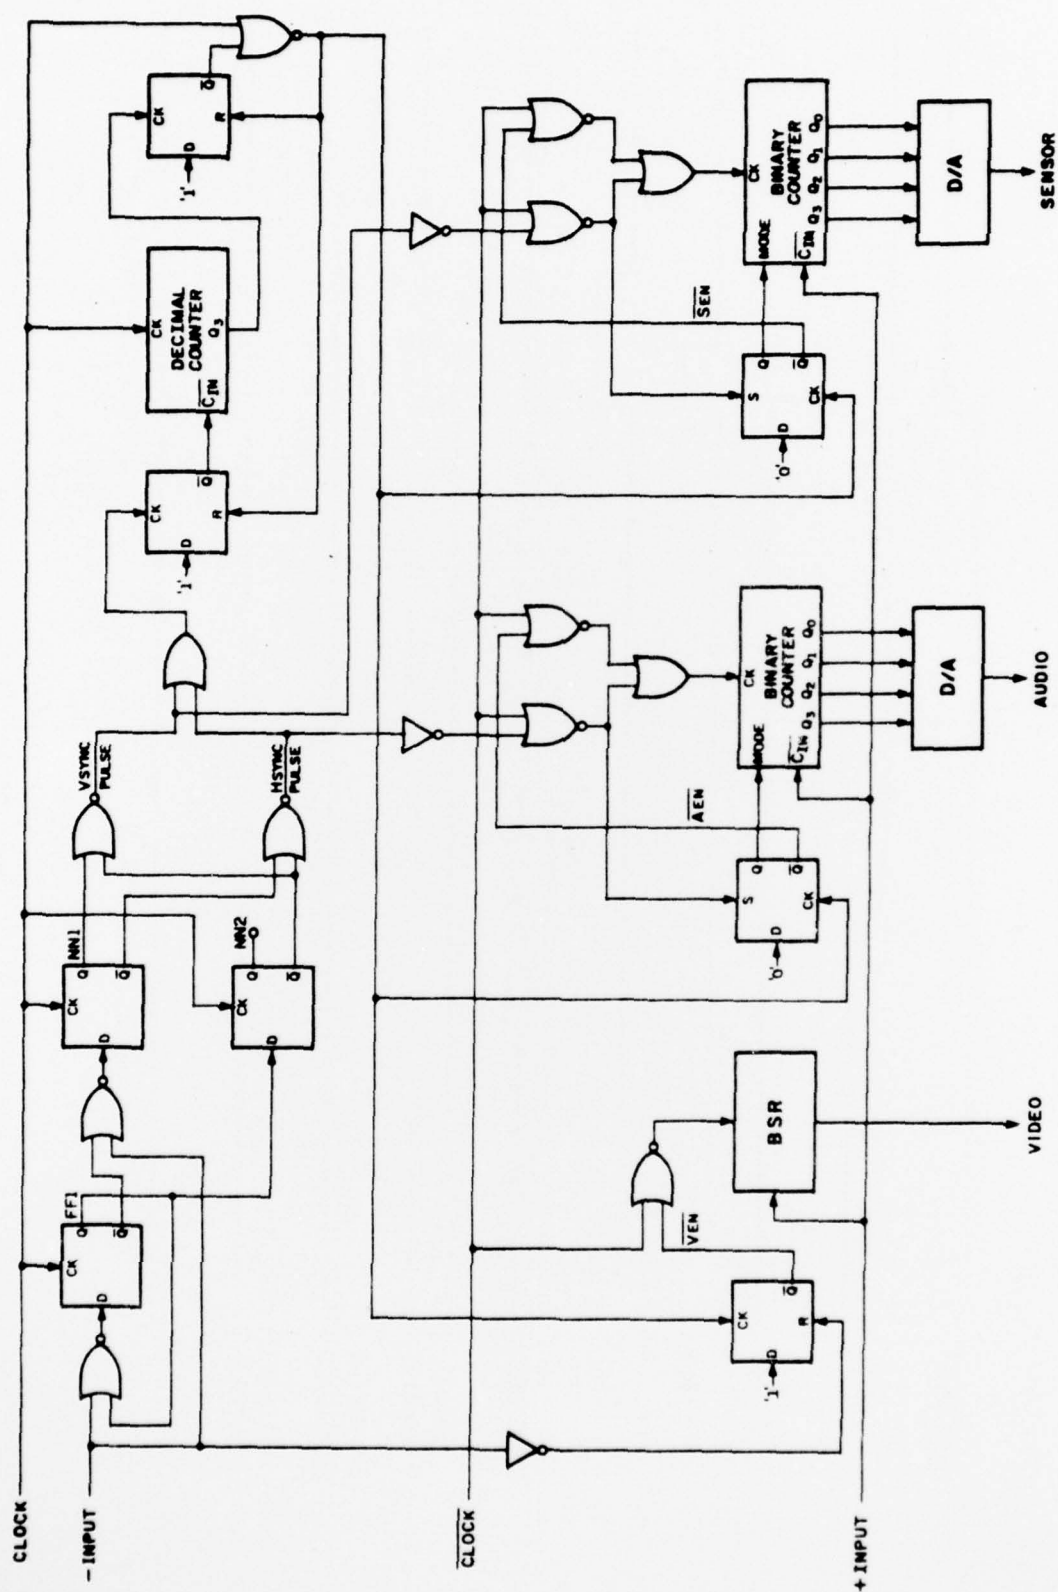 CLOCK
-INPUT
CLOCK
+INPUT
D
CK
Q
FF1
Q
D
CK
Q
NN1
Q
D
CK
Q
NN2
Q
VSYNC
PULSE
HSYNC
PULSE
'1'
D
CK
Q
R
DECIMAL
COUNTER
CK
CIN
Q3
'1'
D
CK
Q
R
'1'
D
CK
Q
R
VEN
BSR
VIDEO
'0'
D
S
Q
Q
CK
AEN
MODE
CK
BINARY
COUNTER
CIN
Q3 Q2 Q1 Q0
D/A
AUDIO
'0'
D
S
Q
Q
CK
SEN
MODE
CK
BINARY
COUNTER
CIN
Q3 Q2 Q1 Q0
D/A
SENSOR